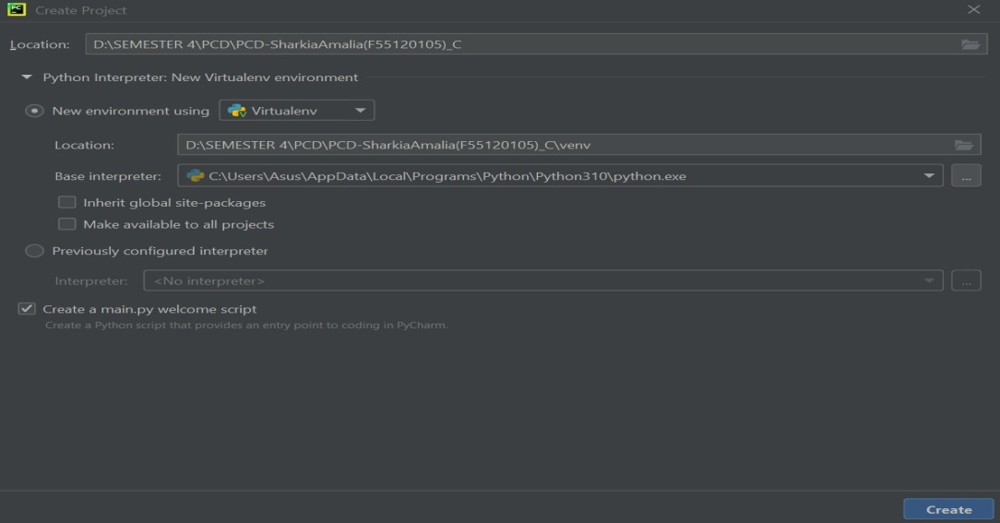 Create Project
Location: D:\SEMESTER 4\PCD\PCD-SharkiaAmalia(F55120105)_C
Python Interpreter: New Virtualenv environment
New environment using Virtualenv
Location: D:\SEMESTER 4\PCD\PCD-SharkiaAmalia(F55120105)_C\venv
Base interpreter: C:\Users\Asus\AppData\Local\Programs\Python\Python310\python.exe ...
Inherit global site-packages
Make available to all projects
Previously configured interpreter
Interpreter: <No interpreter> ...
Create a main.py welcome script
Create a Python script that provides an entry point to coding in PyCharm.
Create